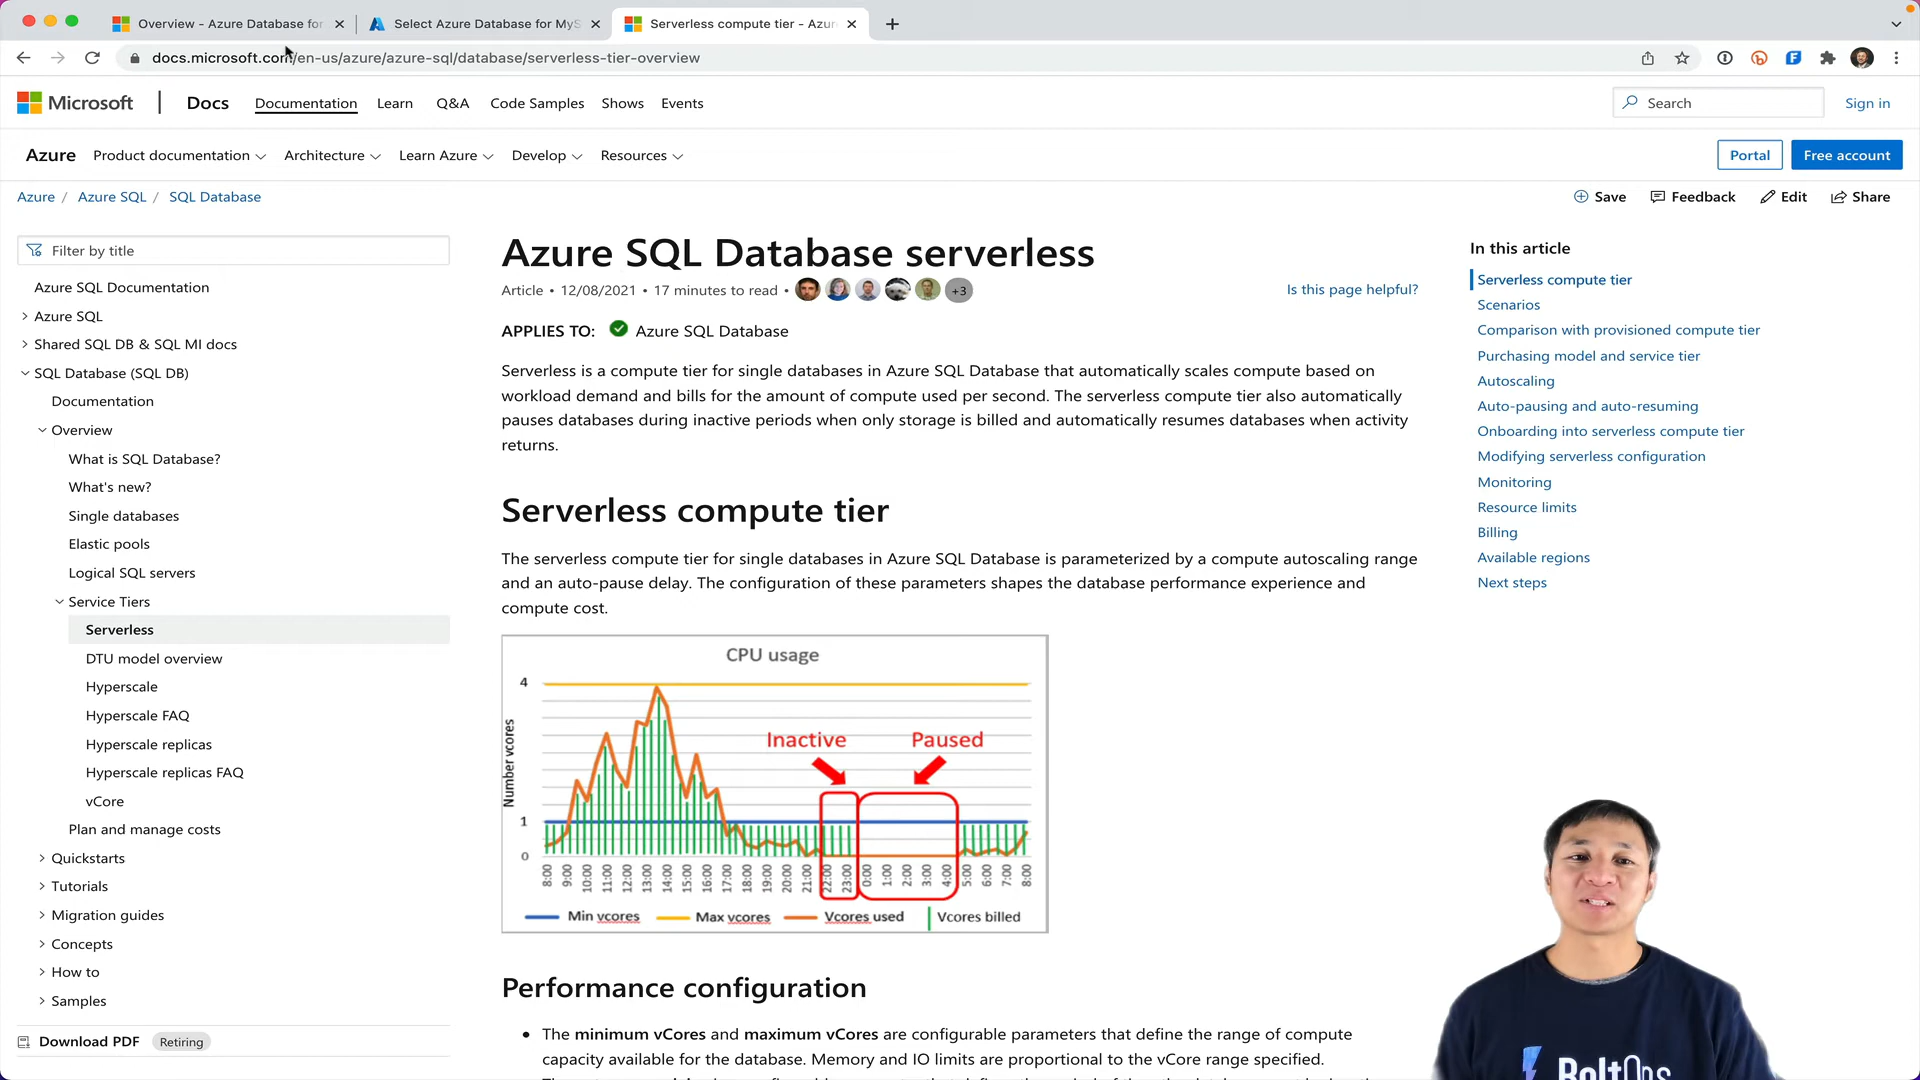 Overview - Azure Database for
Select Azure Database for MyS
Serverless compute tier - Azur
docs.microsoft.com/en-us/azure/azure-sql/database/serverless-tier-overview
Microsoft
Docs
Documentation
Learn
Q&A
Code Samples
Shows
Events
Search
Sign in
Azure
Product documentation
Architecture
Learn Azure
Develop
Resources
Portal
Free account
Azure / Azure SQL / SQL Database
Save
Feedback
Edit
Share
Filter by title
Azure SQL Documentation
Azure SQL
Shared SQL DB & SQL MI docs
SQL Database (SQL DB)
Documentation
Overview
What is SQL Database?
What's new?
Single databases
Elastic pools
Logical SQL servers
Service Tiers
Serverless
DTU model overview
Hyperscale
Hyperscale FAQ
Hyperscale replicas
Hyperscale replicas FAQ
vCore
Plan and manage costs
Quickstarts
Tutorials
Migration guides
Concepts
How to
Samples
Download PDF
Retiring
Azure SQL Database serverless
Article • 12/08/2021 • 17 minutes to read •
+3
Is this page helpful?
APPLIES TO: Azure SQL Database
Serverless is a compute tier for single databases in Azure SQL Database that automatically scales compute based on
workload demand and bills for the amount of compute used per second. The serverless compute tier also automatically
pauses databases during inactive periods when only storage is billed and automatically resumes databases when activity
returns.
Serverless compute tier
The serverless compute tier for single databases in Azure SQL Database is parameterized by a compute autoscaling range
and an auto-pause delay. The configuration of these parameters shapes the database performance experience and
compute cost.
CPU usage
Number vcores
4
1
0
Inactive
Paused
8:00
9:00
10:00
11:00
12:00
13:00
14:00
15:00
16:00
17:00
18:00
19:00
20:00
21:00
22:00
23:00
0:00
1:00
2:00
3:00
4:00
5:00
6:00
7:00
8:00
Min vcores
Max vcores
Vcores used
Vcores billed
Performance configuration
• The minimum vCores and maximum vCores are configurable parameters that define the range of compute
capacity available for the database. Memory and IO limits are proportional to the vCore range specified.
In this article
Serverless compute tier
Scenarios
Comparison with provisioned compute tier
Purchasing model and service tier
Autoscaling
Auto-pausing and auto-resuming
Onboarding into serverless compute tier
Modifying serverless configuration
Monitoring
Resource limits
Billing
Available regions
Next steps
BoltOps